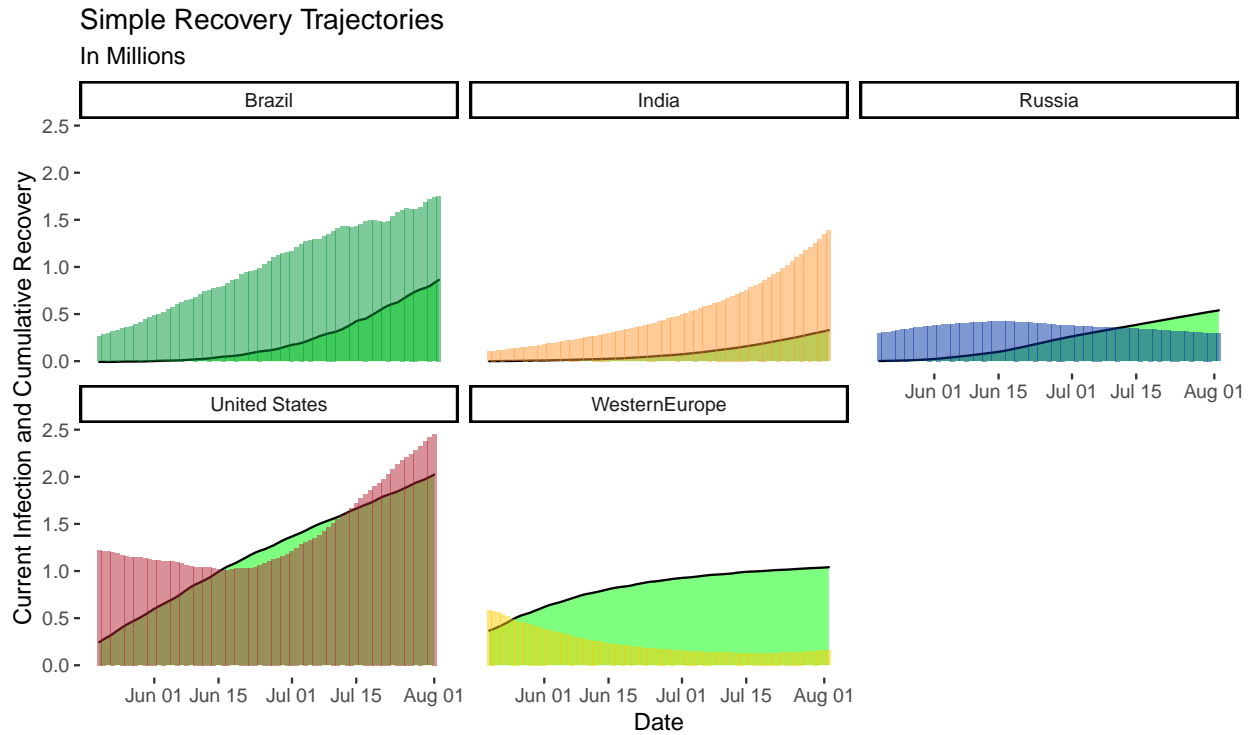 Simple Recovery Trajectories
In Millions
Brazil
India
Russia
2.5
2.0
1.5
1.0
0.5
0.0
Jun 01 Jun 15 Jul 01 Jul 15 Aug 01
United States
WesternEurope
2.5
2.0
1.5
1.0
0.5
0.0
Jun 01 Jun 15 Jul 01 Jul 15 Aug 01
Jun 01 Jun 15 Jul 01 Jul 15 Aug 01
Date
Current Infection and Cumulative Recovery